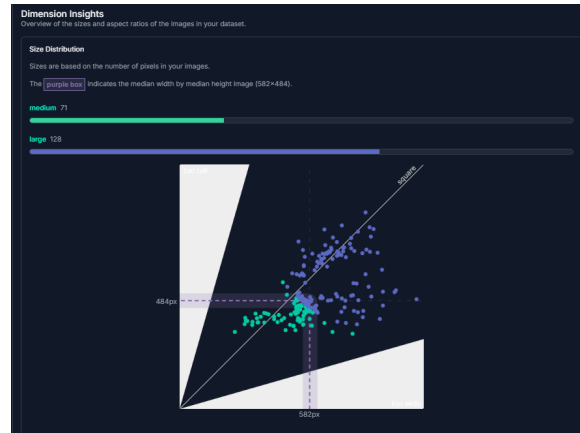 Dimension Insights
Overview of the sizes and aspect ratios of the images in your dataset.
Size Distribution
Sizes are based on the number of pixels in your images.
The purple box indicates the median width by median height image (582×484).
medium 71
large 128
square
484px
582px